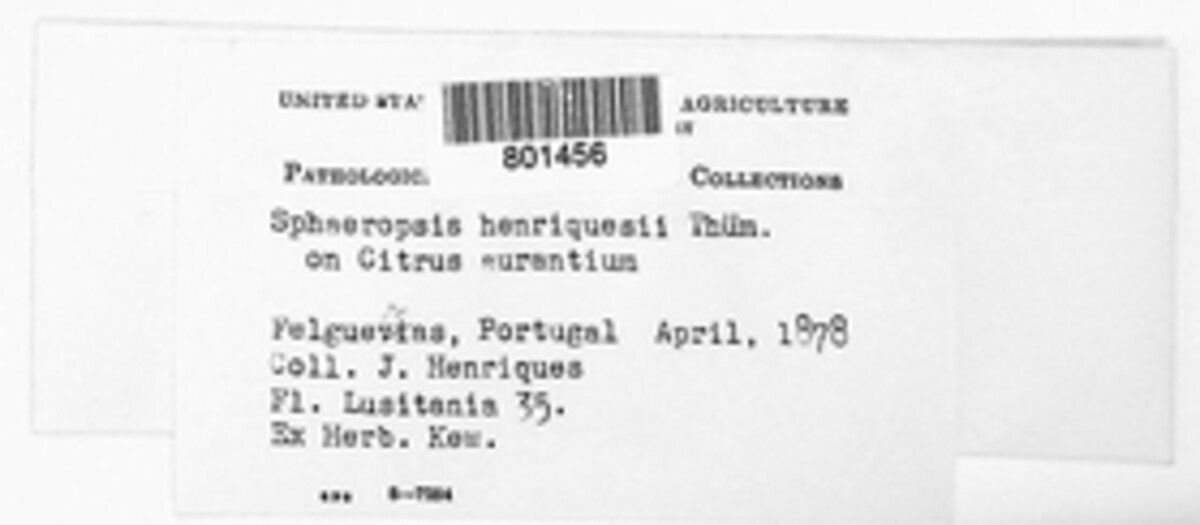 UNITED STA AGRICULTURE
801456
PATHOLOGIC COLLECTIONS
Sphaeropsis henriquesii Thüm.
on Citrus aurantium
Portugal April, 1878
Coll. J. Henriques
Fl. Lusitania 35.
Ex Herb. Kew.